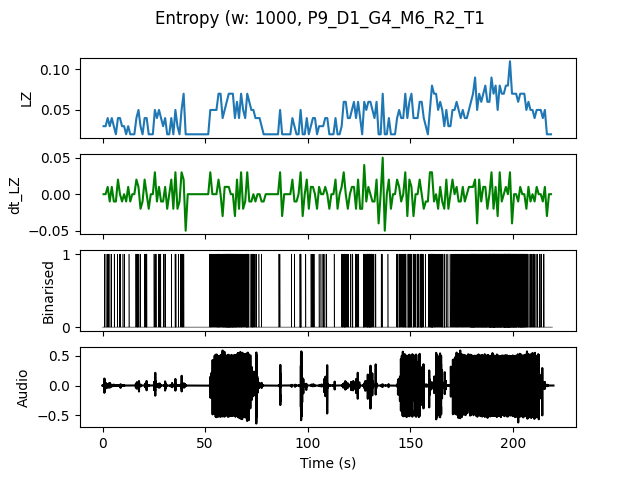 Entropy (w: 1000, P9_D1_G4_M6_R2_T1
LZ
0.10
0.05
dt_LZ
0.05
0.00
−0.05
Binarised
1
0
Audio
0.5
0.0
−0.5
0 50 100 150 200
Time (s)